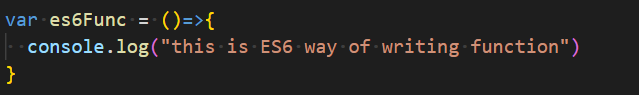 var es6Func = ()=>{
  console.log("this is ES6 way of writing function")
}